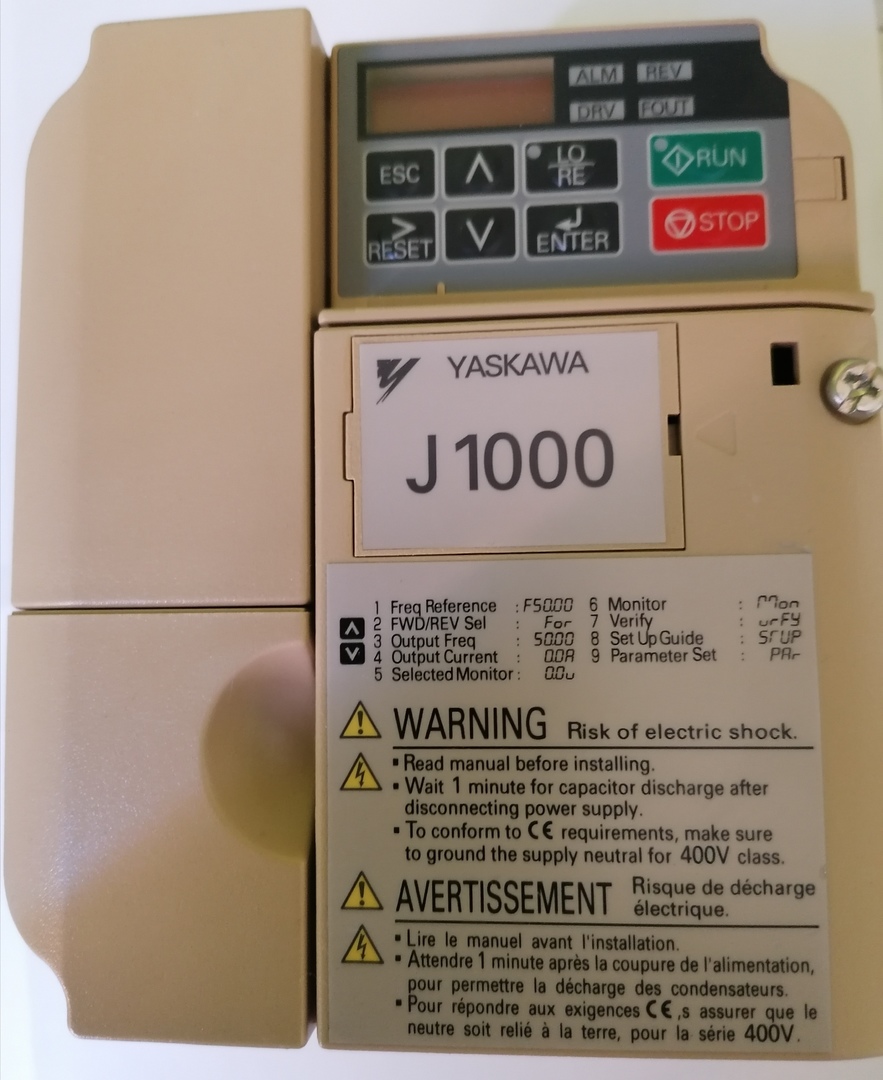 ALM REV
DRV FOUT
ESC
LO
RE
RUN
RESET
ENTER
STOP
YASKAWA
J1000
1 Freq Reference : F50.00 6 Monitor : Mon
2 FWD/REV Sel : For 7 Verify : vrFY
3 Output Freq : 50.00 8 Set Up Guide : STUP
4 Output Current : 0.0A 9 Parameter Set : PAr
5 Selected Monitor : 0.0v
WARNING Risk of electric shock.
▪ Read manual before installing.
▪ Wait 1 minute for capacitor discharge after
disconnecting power supply.
▪ To conform to CE requirements, make sure
to ground the supply neutral for 400V class.
AVERTISSEMENT Risque de décharge
électrique.
▪ Lire le manuel avant l'installation.
▪ Attendre 1 minute après la coupure de l'alimentation,
pour permettre la décharge des condensateurs.
▪ Pour répondre aux exigences CE ,s assurer que le
neutre soit relié à la terre, pour la série 400V.